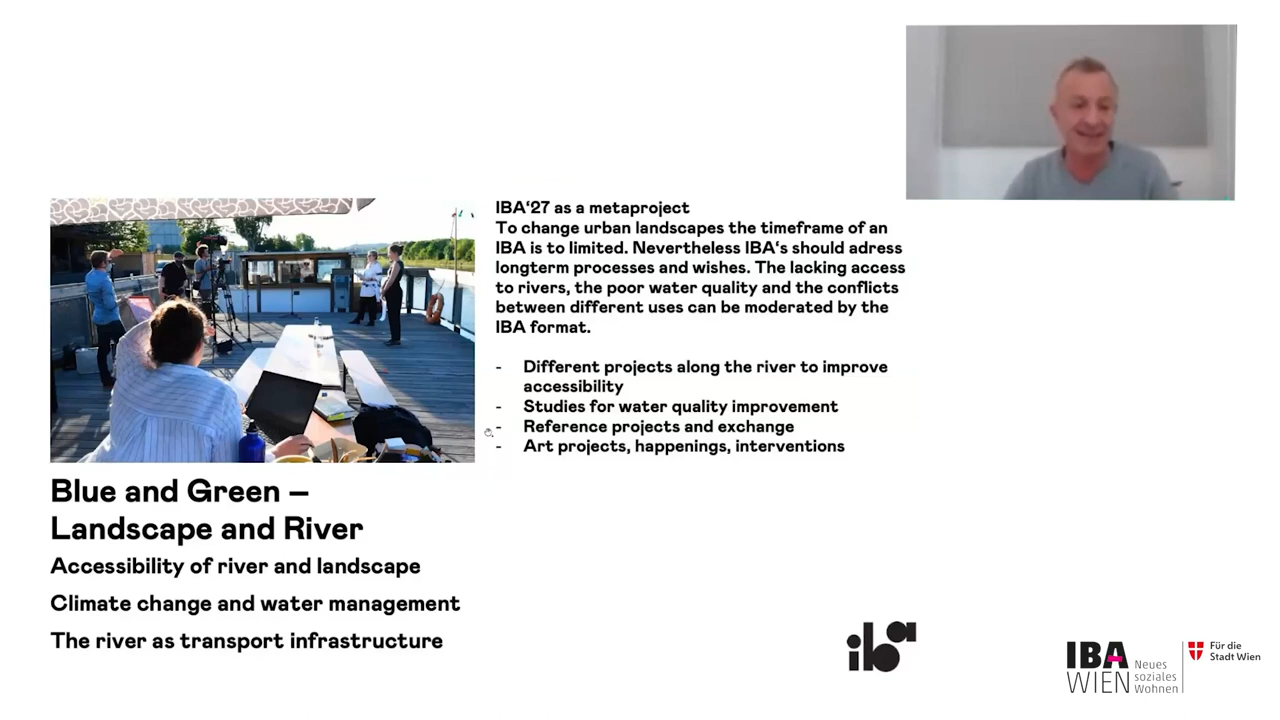 IBA‘27 as a metaproject
To change urban landscapes the timeframe of an
IBA is to limited. Nevertheless IBA‘s should adress
longterm processes and wishes. The lacking access
to rivers, the poor water quality and the conflicts
between different uses can be moderated by the
IBA format.
- Different projects along the river to improve
accessibility
- Studies for water quality improvement
- Reference projects and exchange
- Art projects, happenings, interventions
Blue and Green –
Landscape and River
Accessibility of river and landscape
Climate change and water management
The river as transport infrastructure
iba
IBA
WIEN
Neues
soziales
Wohnen
Für die
Stadt Wien